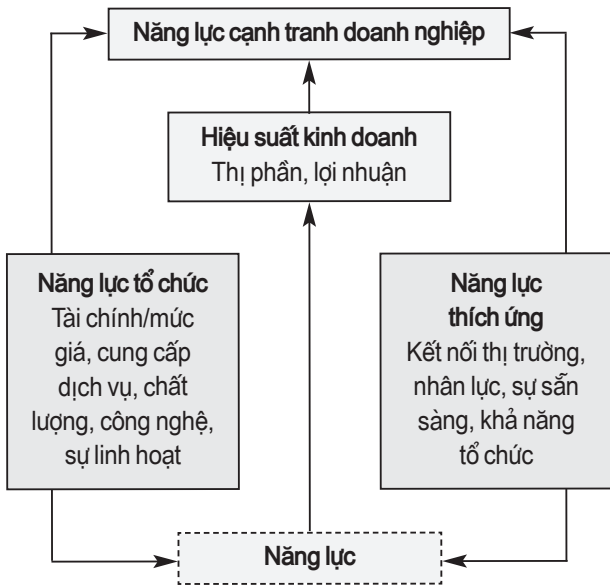 Năng lực cạnh tranh doanh nghiệp
Hiệu suất kinh doanh
Thị phần, lợi nhuận
Năng lực tổ chức
Tài chính/mức
giá, cung cấp
dịch vụ, chất
lượng, công nghệ,
sự linh hoạt
Năng lực
thích ứng
Kết nối thị trường,
nhân lực, sự sẵn
sàng, khả năng
tổ chức
Năng lực